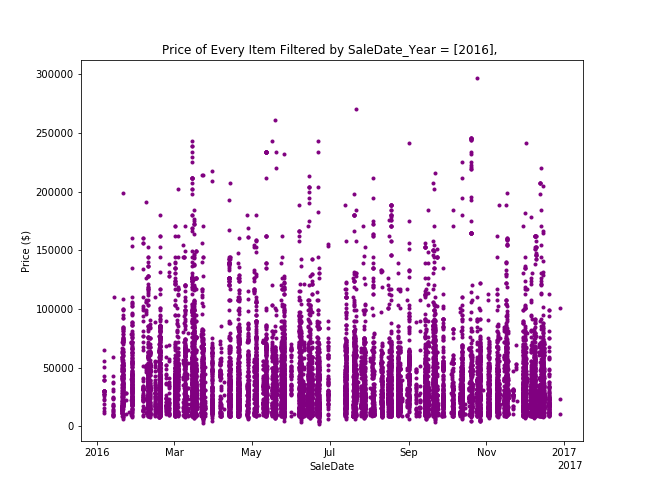 Price of Every Item Filtered by SaleDate_Year = [2016],
300000
250000
200000
150000
100000
50000
0
Price ($)
2016 Mar May Jul Sep Nov 2017
SaleDate
2017